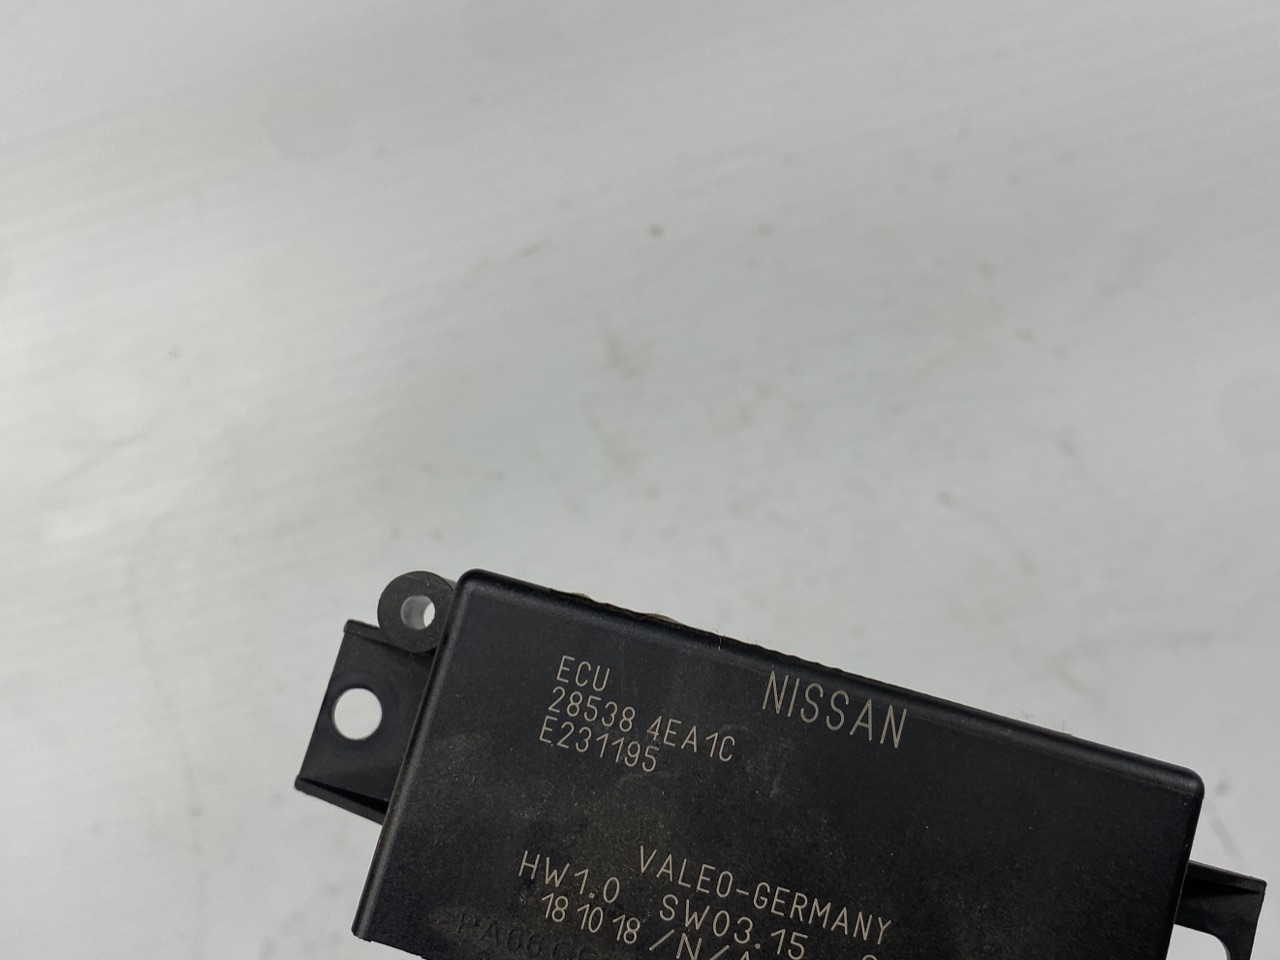 ECU
28538 4EA1C
E231195
NISSAN
VALEO-GERMANY
HW1.0 SW03.15
18 10 18 /N/A